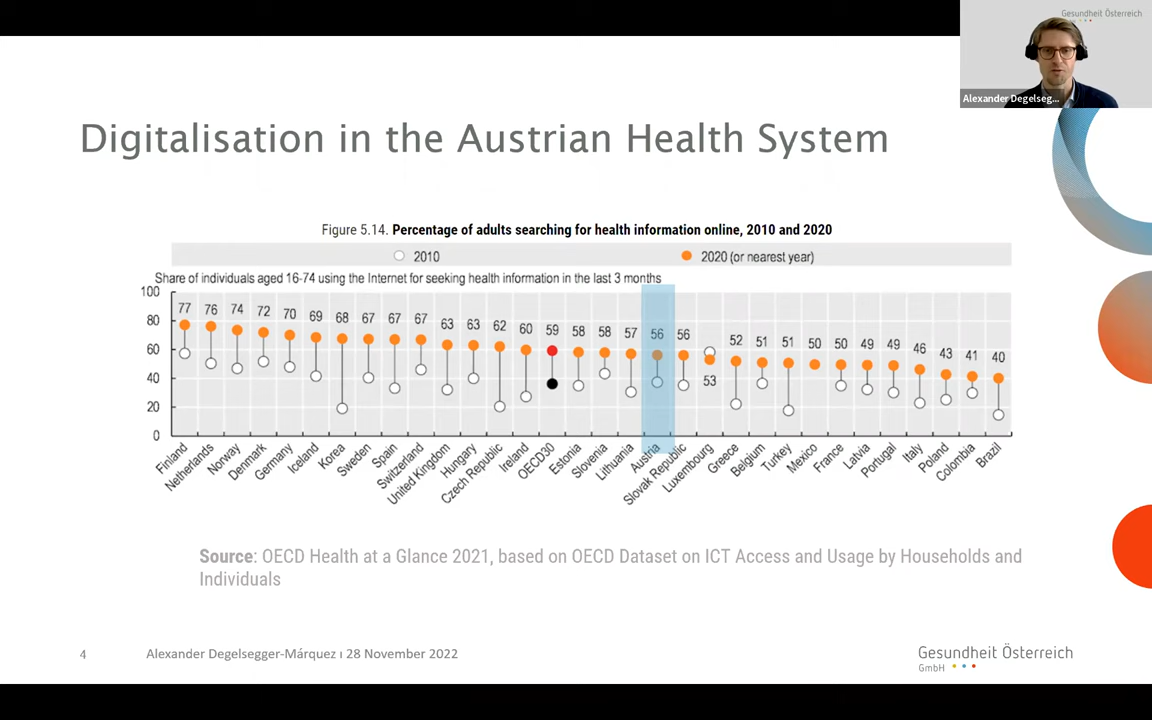 Gesundheit Österreich
Alexander Degelseg...
Digitalisation in the Austrian Health System
Figure 5.14. Percentage of adults searching for health information online, 2010 and 2020
2010 2020 (or nearest year)
Share of individuals aged 16-74 using the Internet for seeking health information in the last 3 months
100
80
60
40
20
0
77 76 74 72 70 69 68 67 67 67 63 63 62 60 59 58 58 57 56 56 53 52 51 51 50 50 49 49 46 43 41 40
Finland Netherlands Norway Denmark Germany Iceland Korea Sweden Spain Switzerland United Kingdom Hungary Czech Republic Ireland OECD30 Estonia Slovenia Lithuania Austria Slovak Republic Luxembourg Greece Belgium Turkey Mexico France Latvia Portugal Italy Poland Colombia Brazil
Source: OECD Health at a Glance 2021, based on OECD Dataset on ICT Access and Usage by Households and
Individuals
4 Alexander Degelsegger-Márquez ı 28 November 2022
Gesundheit Österreich
GmbH